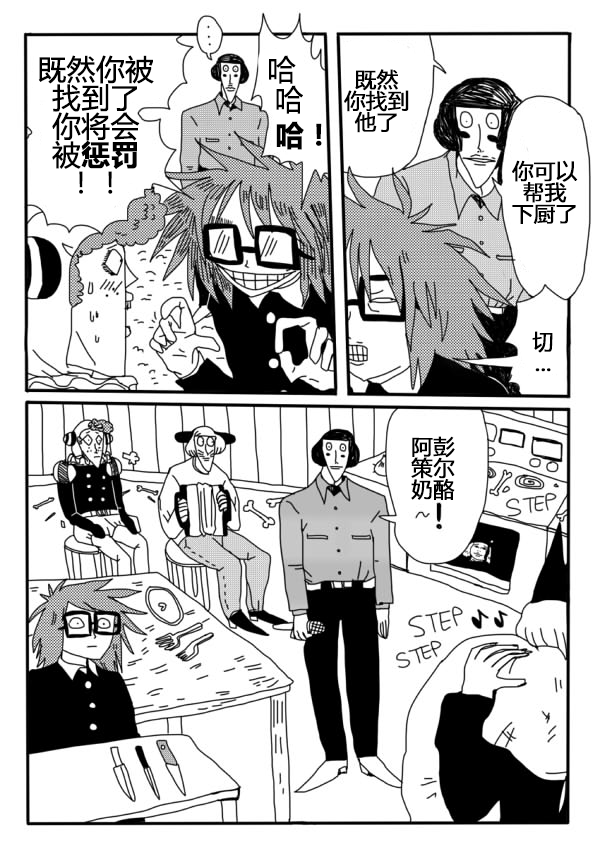 既然你被
找到了
你将会
被惩罚
！！
哈
哈
哈！
…
既然
你找到
他了
你可以
帮我
下厨了
切
…
彭尔酪！
阿策奶~
STEP
STEP♪♪
STEP